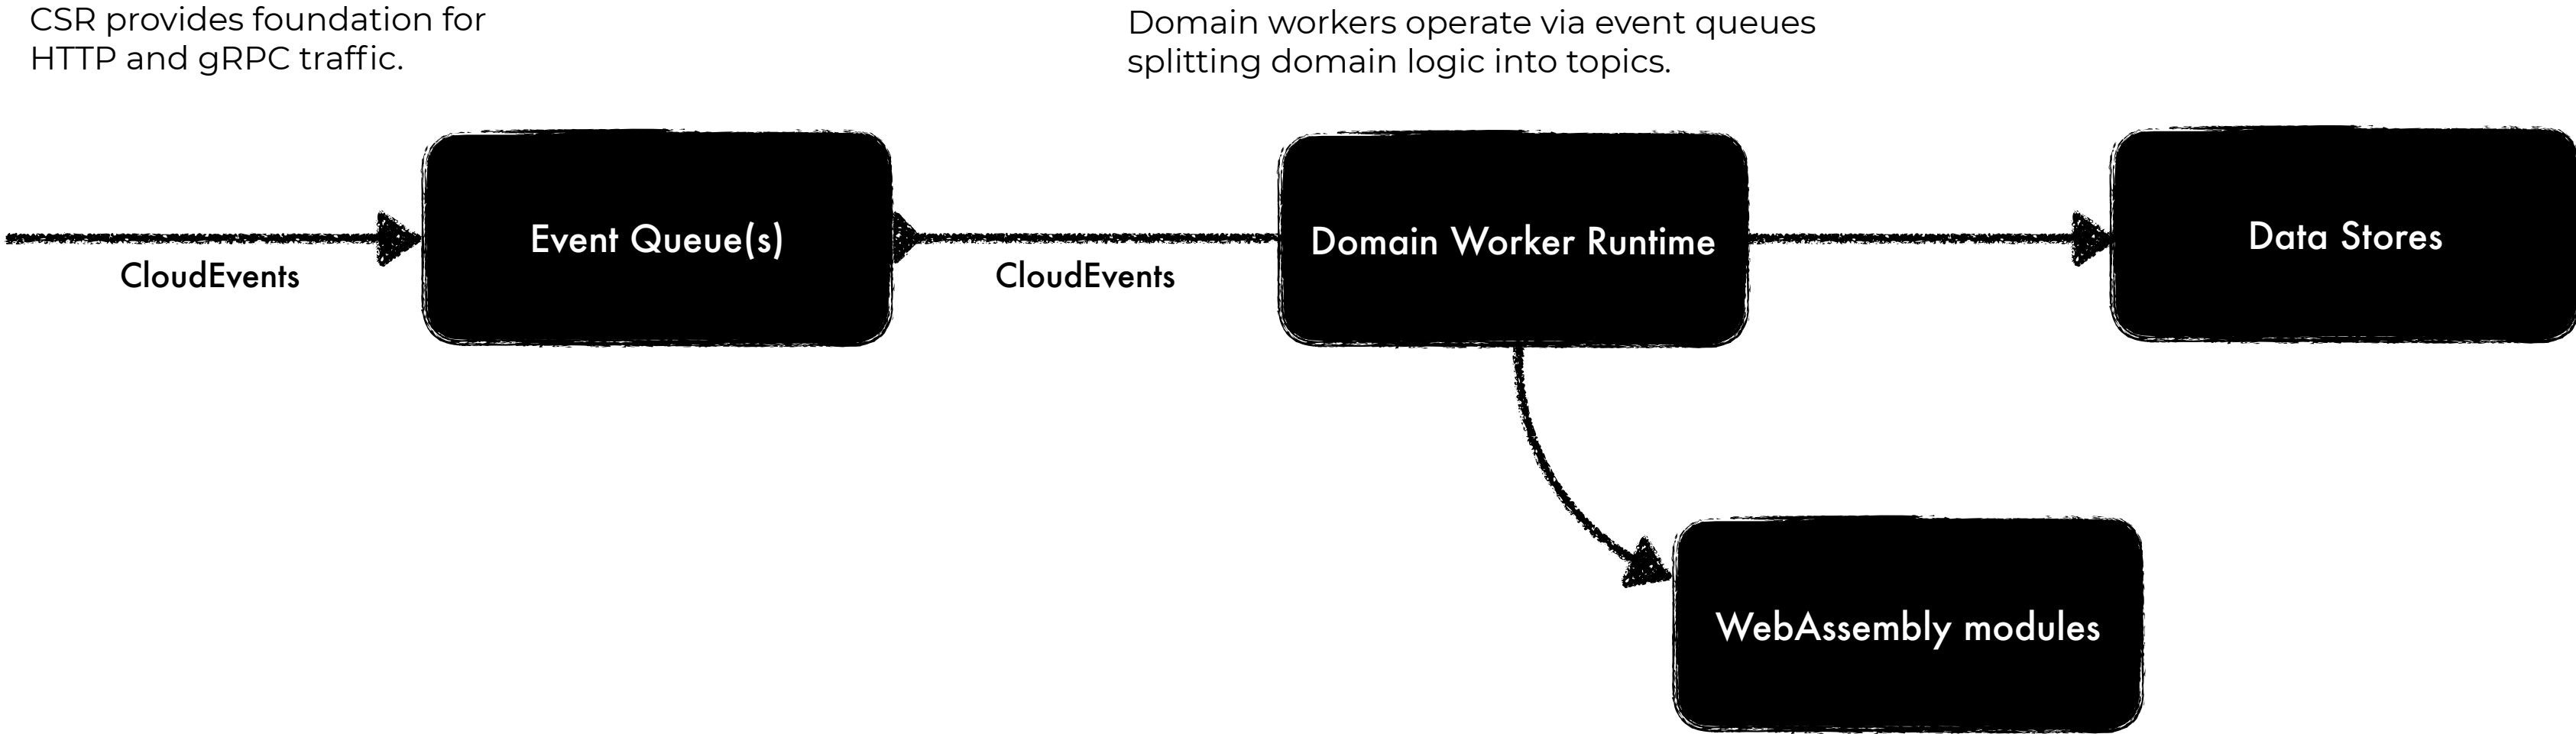 CSR provides foundation for
HTTP and gRPC traffic.
Domain workers operate via event queues
splitting domain logic into topics.
Event Queue(s)
Domain Worker Runtime
Data Stores
CloudEvents
CloudEvents
WebAssembly modules